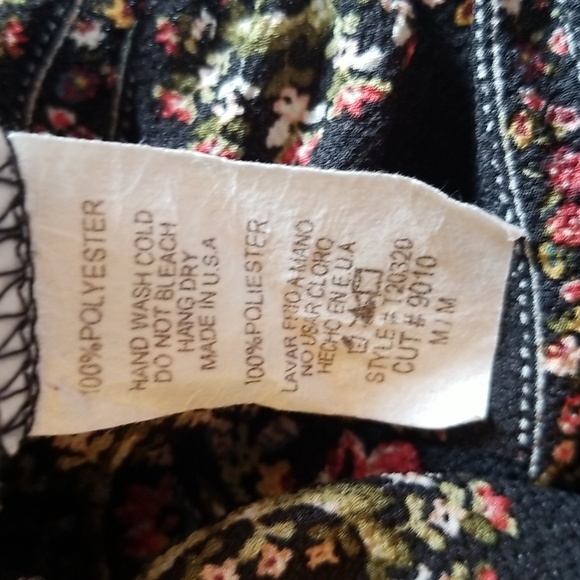 100%POLYESTER
HAND WASH COLD
DO NOT BLEACH
HANG DRY
MADE IN U.S.A
100%POLIESTER
LAVAR FRIO A MANO
NO USAR CLORO
HECHO EN E.U.A
STYLE # T20320
CUT # 9010
M / M